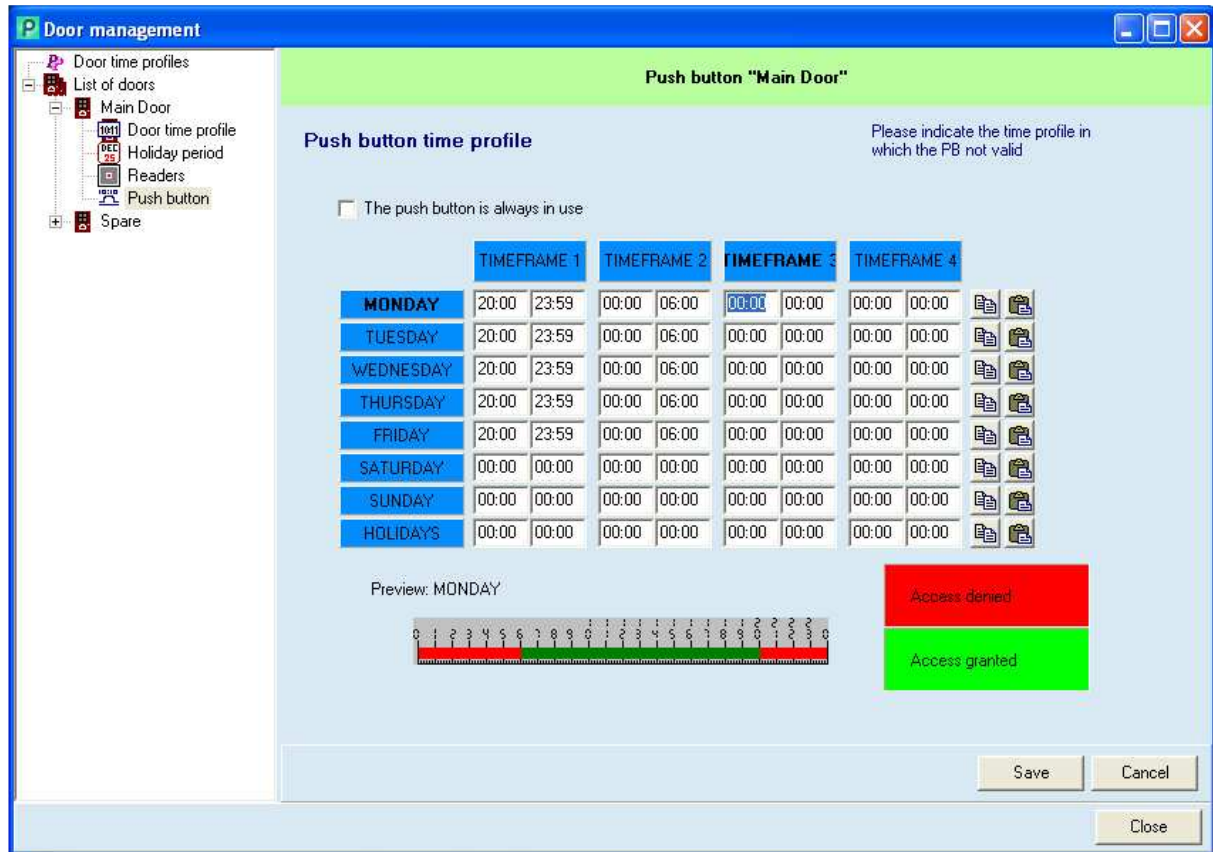 Door management
Door time profiles
List of doors
Main Door
Door time profile
Holiday period
Readers
Push button
Spare
Push button "Main Door"
Push button time profile
Please indicate the time profile in
which the PB not valid
The push button is always in use
TIMEFRAME 1 TIMEFRAME 2 TIMEFRAME 3 TIMEFRAME 4
MONDAY 20:00 23:59 00:00 06:00 00:00 00:00 00:00 00:00
TUESDAY 20:00 23:59 00:00 06:00 00:00 00:00 00:00 00:00
WEDNESDAY 20:00 23:59 00:00 06:00 00:00 00:00 00:00 00:00
THURSDAY 20:00 23:59 00:00 06:00 00:00 00:00 00:00 00:00
FRIDAY 20:00 23:59 00:00 06:00 00:00 00:00 00:00 00:00
SATURDAY 00:00 00:00 00:00 00:00 00:00 00:00 00:00 00:00
SUNDAY 00:00 00:00 00:00 00:00 00:00 00:00 00:00 00:00
HOLIDAYS 00:00 00:00 00:00 00:00 00:00 00:00 00:00 00:00
Preview: MONDAY
Access denied
Access granted
Save Cancel
Close